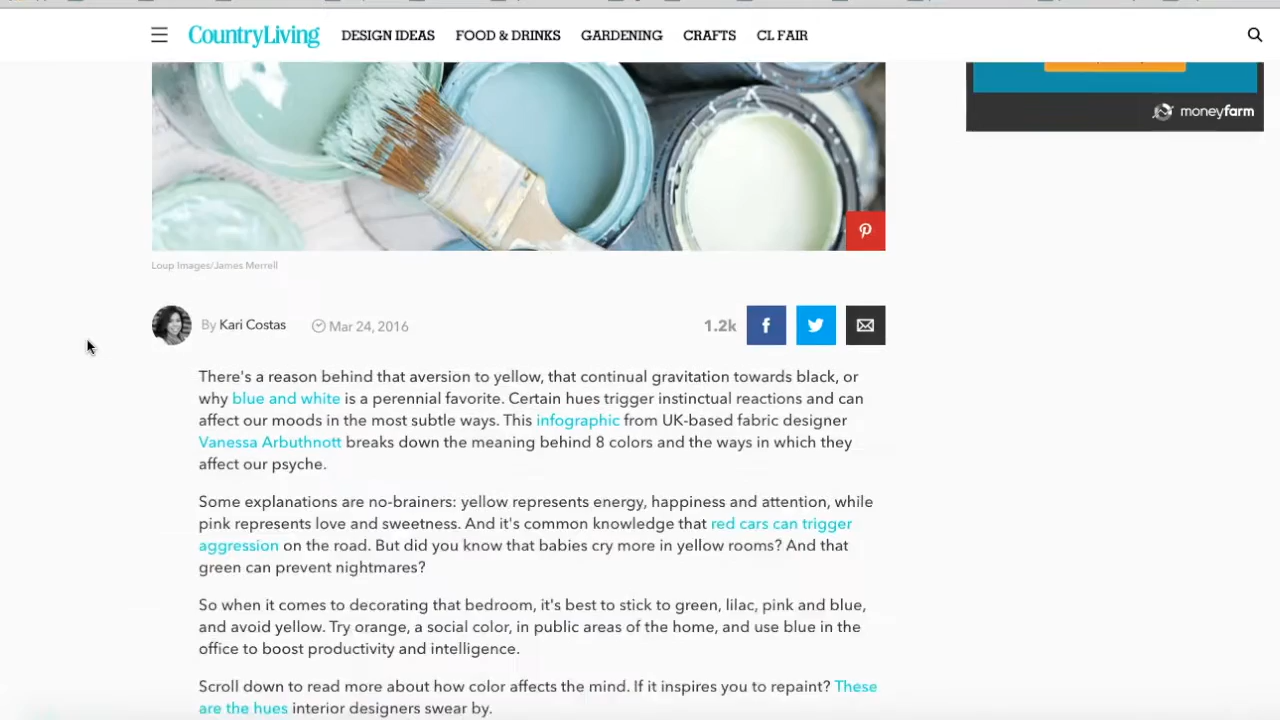 CountryLiving DESIGN IDEAS FOOD & DRINKS GARDENING CRAFTS CL FAIR
moneyfarm
Loup Images/James Merrell
By Kari Costas Mar 24, 2016 1.2k
There's a reason behind that aversion to yellow, that continual gravitation towards black, or
why blue and white is a perennial favorite. Certain hues trigger instinctual reactions and can
affect our moods in the most subtle ways. This infographic from UK-based fabric designer
Vanessa Arbuthnott breaks down the meaning behind 8 colors and the ways in which they
affect our psyche.
Some explanations are no-brainers: yellow represents energy, happiness and attention, while
pink represents love and sweetness. And it's common knowledge that red cars can trigger
aggression on the road. But did you know that babies cry more in yellow rooms? And that
green can prevent nightmares?
So when it comes to decorating that bedroom, it's best to stick to green, lilac, pink and blue,
and avoid yellow. Try orange, a social color, in public areas of the home, and use blue in the
office to boost productivity and intelligence.
Scroll down to read more about how color affects the mind. If it inspires you to repaint? These
are the hues interior designers swear by.